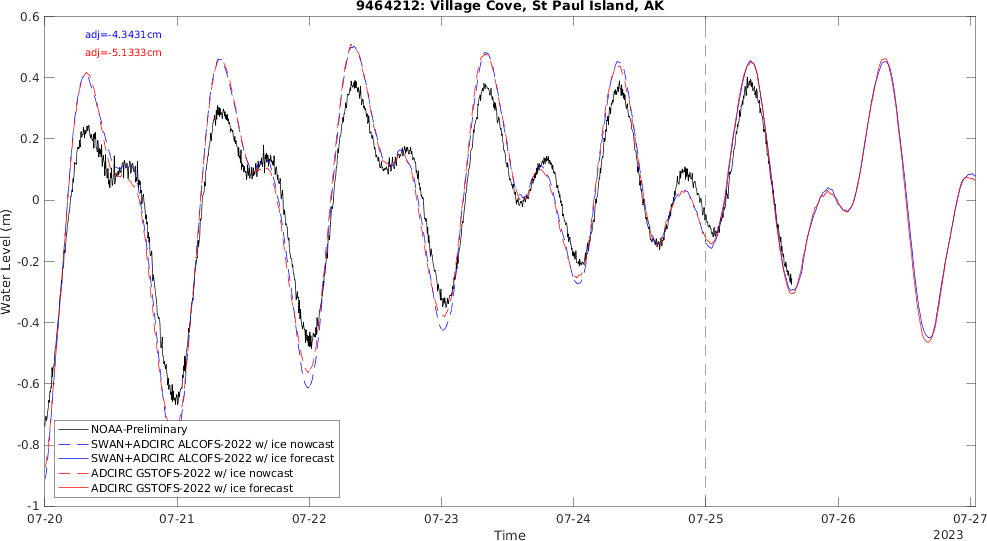 9464212: Village Cove, St Paul Island, AK
adj=-4.3431cm
adj=-5.1333cm
0.6
0.4
0.2
0
-0.2
-0.4
-0.6
-0.8
-1
Water Level (m)
NOAA-Preliminary
SWAN+ADCIRC ALCOFS-2022 w/ ice nowcast
SWAN+ADCIRC ALCOFS-2022 w/ ice forecast
ADCIRC GSTOFS-2022 w/ ice nowcast
ADCIRC GSTOFS-2022 w/ ice forecast
07-20 07-21 07-22 07-23 07-24 07-25 07-26 07-27
Time
2023